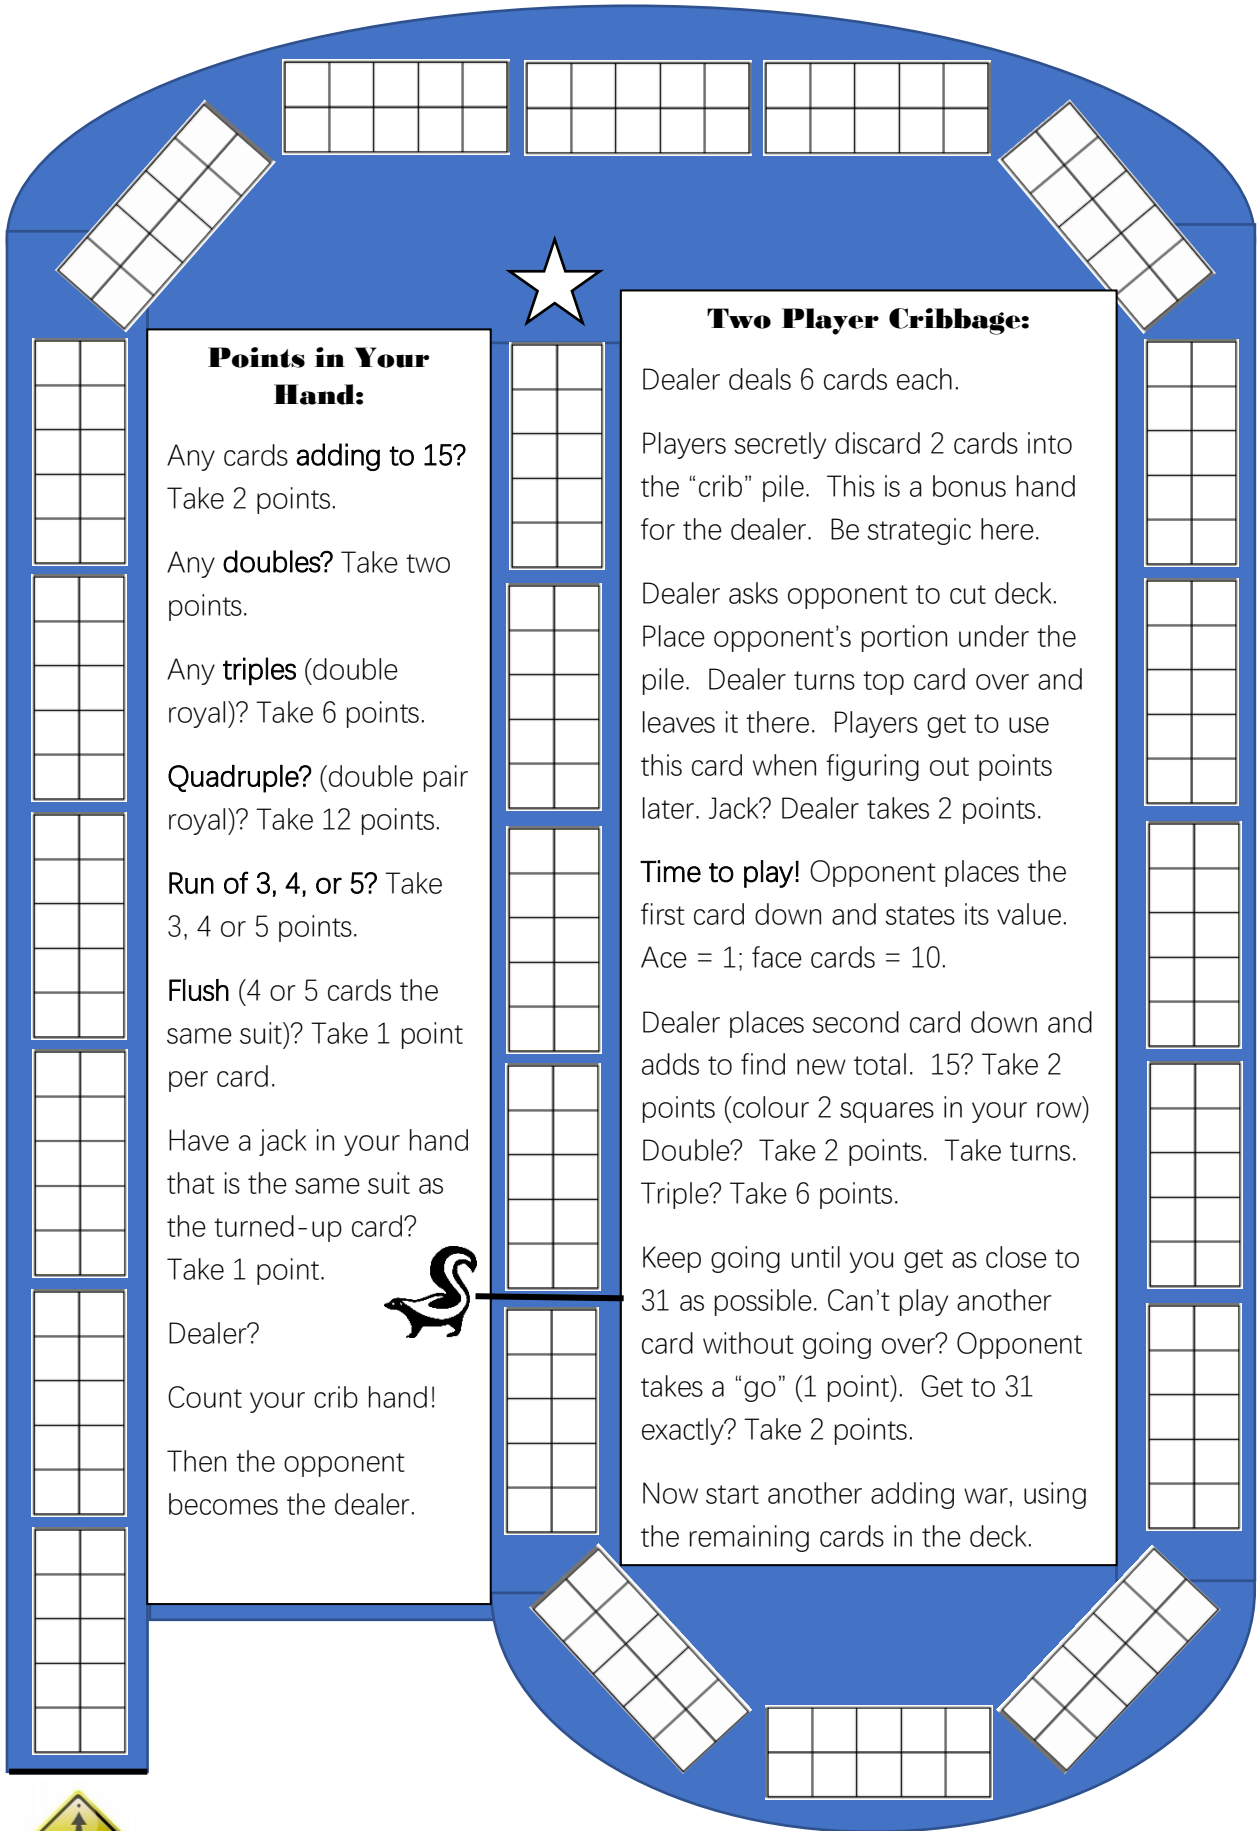 Points in Your
Hand:
Any cards adding to 15?
Take 2 points.
Any doubles? Take two
points.
Any triples (double
royal)? Take 6 points.
Quadruple? (double pair
royal)? Take 12 points.
Run of 3, 4, or 5? Take
3, 4 or 5 points.
Flush (4 or 5 cards the
same suit)? Take 1 point
per card.
Have a jack in your hand
that is the same suit as
the turned-up card?
Take 1 point.
Dealer?
Count your crib hand!
Then the opponent
becomes the dealer.
Two Player Cribbage:
Dealer deals 6 cards each.
Players secretly discard 2 cards into
the “crib” pile.  This is a bonus hand
for the dealer.  Be strategic here.
Dealer asks opponent to cut deck.
Place opponent’s portion under the
pile.  Dealer turns top card over and
leaves it there.  Players get to use
this card when figuring out points
later. Jack? Dealer takes 2 points.
Time to play! Opponent places the
first card down and states its value.
Ace = 1; face cards = 10.
Dealer places second card down and
adds to find new total.  15? Take 2
points (colour 2 squares in your row)
Double?  Take 2 points.  Take turns.
Triple? Take 6 points.
Keep going until you get as close to
31 as possible. Can’t play another
card without going over? Opponent
takes a “go” (1 point).  Get to 31
exactly? Take 2 points.
Now start another adding war, using
the remaining cards in the deck.